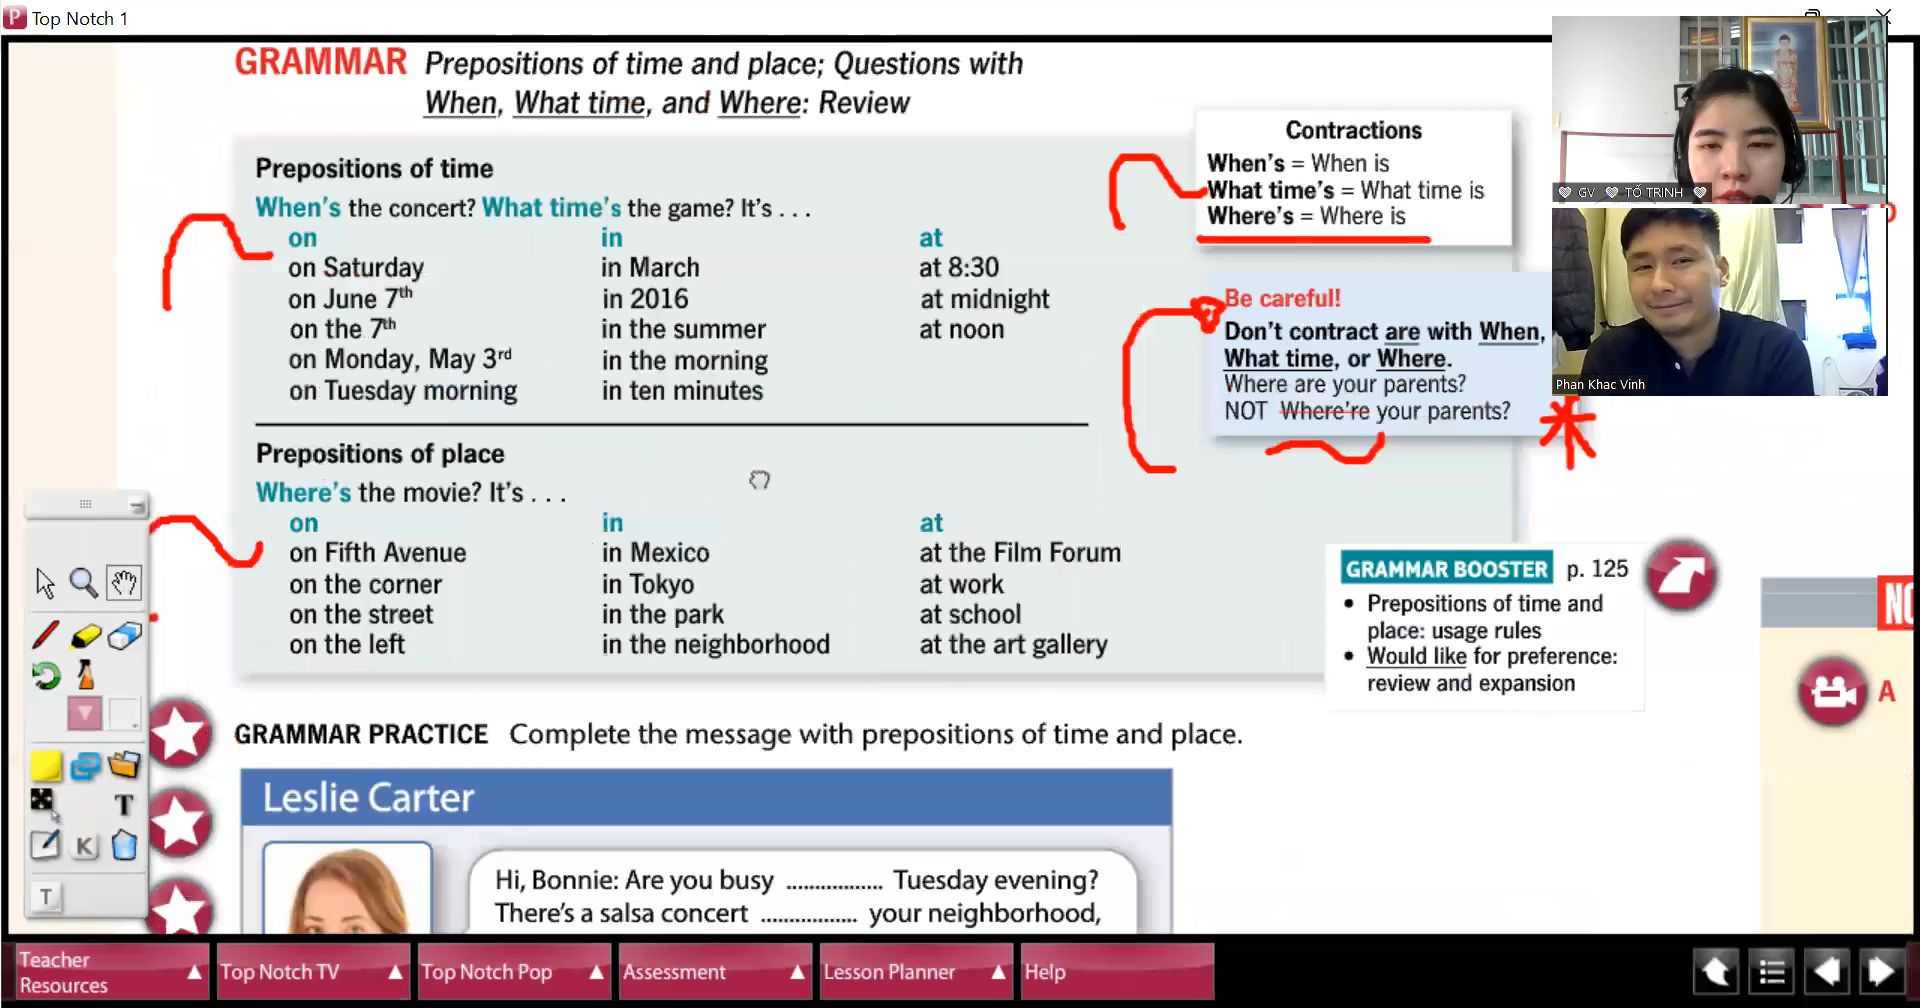 Top Notch 1
GRAMMAR Prepositions of time and place; Questions with
When, What time, and Where: Review
Prepositions of time
When's the concert? What time's the game? It's . . .
on in at
on Saturday in March at 8:30
on June 7th in 2016 at midnight
on the 7th in the summer at noon
on Monday, May 3rd in the morning
on Tuesday morning in ten minutes
Prepositions of place
Where's the movie? It's . . .
on in at
on Fifth Avenue in Mexico at the Film Forum
on the corner in Tokyo at work
on the street in the park at school
on the left in the neighborhood at the art gallery
Contractions
When's = When is
What time's = What time is
Where's = Where is
Be careful!
Don't contract are with When,
What time, or Where.
Where are your parents?
NOT Where're your parents?
GV TỐ TRINH
Phan Khac Vinh
GRAMMAR BOOSTER p. 125
• Prepositions of time and
place: usage rules
• Would like for preference:
review and expansion
A
GRAMMAR PRACTICE Complete the message with prepositions of time and place.
Leslie Carter
Hi, Bonnie: Are you busy ................. Tuesday evening?
There's a salsa concert ................. your neighborhood,
T
K
T
Teacher
Resources
Top Notch TV
Top Notch Pop
Assessment
Lesson Planner
Help